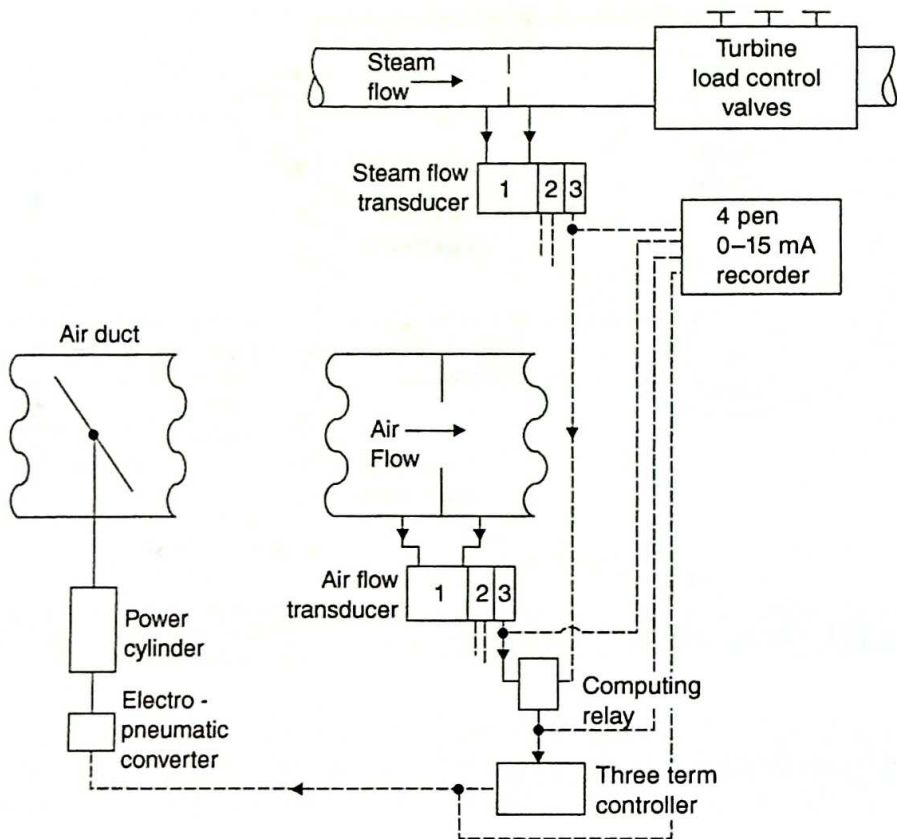 Steam
flow
Turbine
load control
valves
Steam flow
transducer
1
2
3
4 pen
0–15 mA
recorder
Air duct
Air
Flow
Air flow
transducer
1
2
3
Power
cylinder
Computing
relay
Electro -
pneumatic
converter
Three term
controller